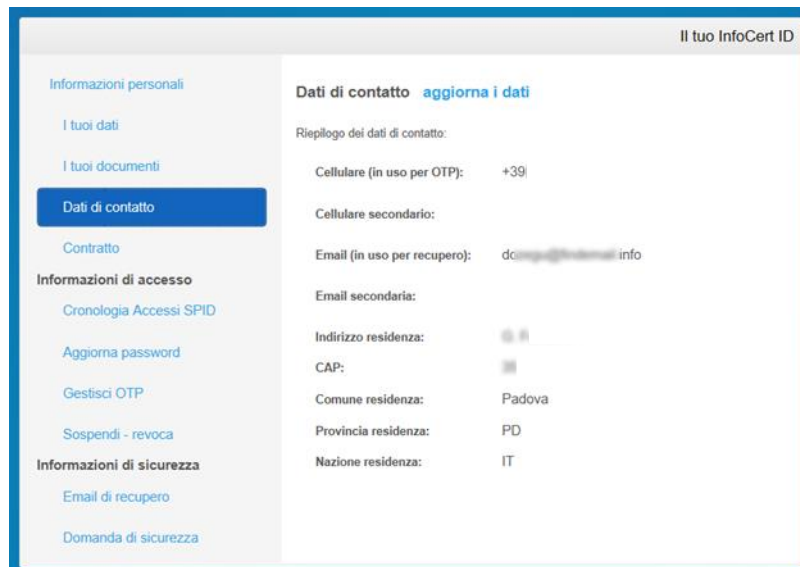 Il tuo InfoCert ID
Informazioni personali
I tuoi dati
I tuoi documenti
Dati di contatto
Contratto
Informazioni di accesso
Cronologia Accessi SPID
Aggiorna password
Gestisci OTP
Sospendi - revoca
Informazioni di sicurezza
Email di recupero
Domanda di sicurezza
Dati di contatto aggiorna i dati
Riepilogo dei dati di contatto:
Cellulare (in uso per OTP): +39
Cellulare secondario:
Email (in uso per recupero):
Email secondaria:
Indirizzo residenza:
CAP:
Comune residenza: Padova
Provincia residenza: PD
Nazione residenza: IT